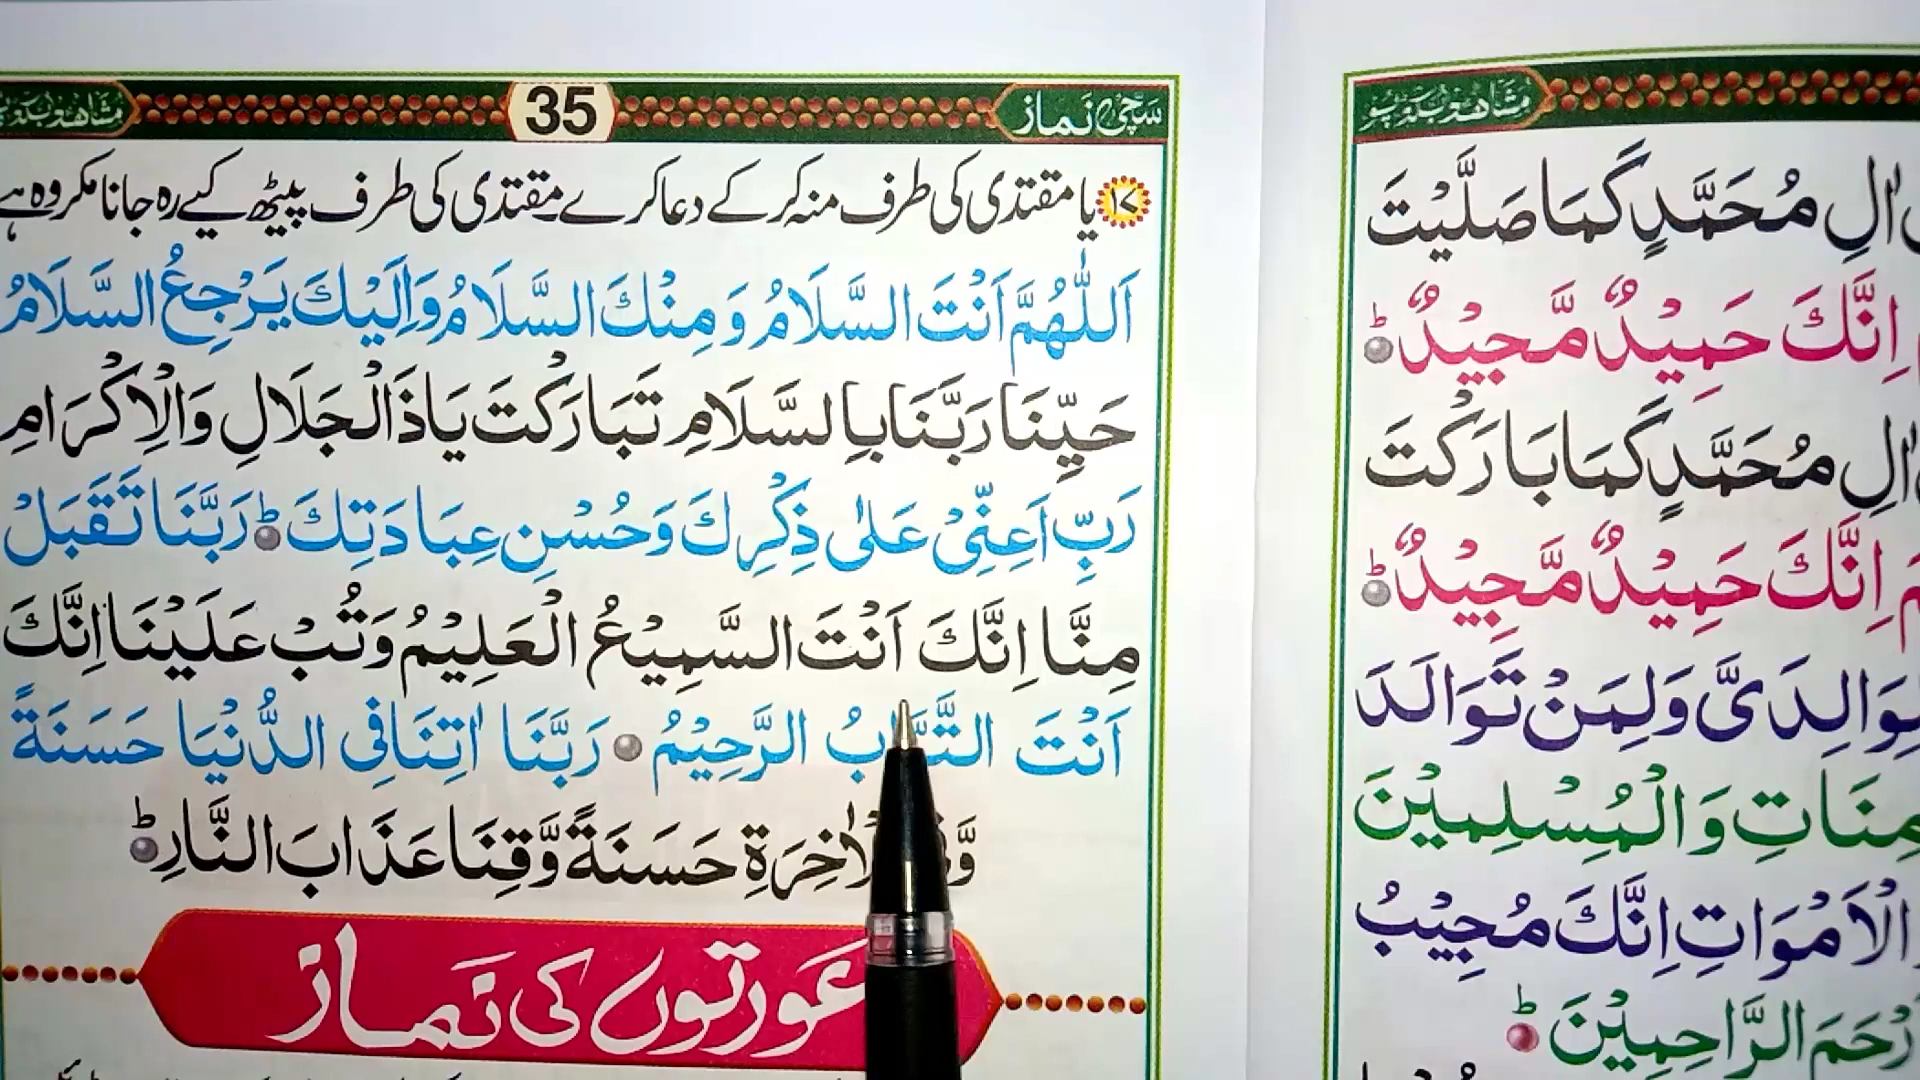 سچی نماز
35
مشاهد بکڈپو
۱۷ یا مقتدی کی طرف منہ کر کے دعا کرے مقتدی کی طرف پیٹھ کیے رہ جانا مکروہ ہے
اَللّٰهُمَّ اَنْتَ السَّلَامُ وَمِنْكَ السَّلَامُ وَاِلَيْكَ يَرْجِعُ السَّلَامُ
حَيِّنَا رَبَّنَا بِالسَّلَامِ تَبَارَكْتَ يَا ذَالْجَلَالِ وَالْاِكْرَامِ
رَبِّ اَعِنِّیْ عَلٰى ذِكْرِكَ وَحُسْنِ عِبَادَتِكَ ؕ رَبَّنَا تَقَبَّلْ
مِنَّا اِنَّكَ اَنْتَ السَّمِيْعُ الْعَلِيْمُ وَتُبْ عَلَيْنَا اِنَّكَ
اَنْتَ التَّوَّابُ الرَّحِيْمُ رَبَّنَا اٰتِنَا فِی الدُّنْيَا حَسَنَةً
الْاٰخِرَةِ حَسَنَةً وَّقِنَا عَذَابَ النَّارِ ؕ
عورتوں کی نماز
مشاهد بکڈپو
اٰلِ مُحَمَّدٍ كَمَا صَلَّيْتَ
اِنَّكَ حَمِيْدٌ مَّجِيْدٌ ؕ
اٰلِ مُحَمَّدٍ كَمَا بَارَكْتَ
اِنَّكَ حَمِيْدٌ مَّجِيْدٌ ؕ
لِوَالِدَیَّ وَلِمَنْ تَوَالَدَ
مِنَاتِ وَالْمُسْلِمِيْنَ
الْاَمْوَاتِ اِنَّكَ مُجِيْبُ
رْحَمَ الرَّاحِمِيْنَ ؕ